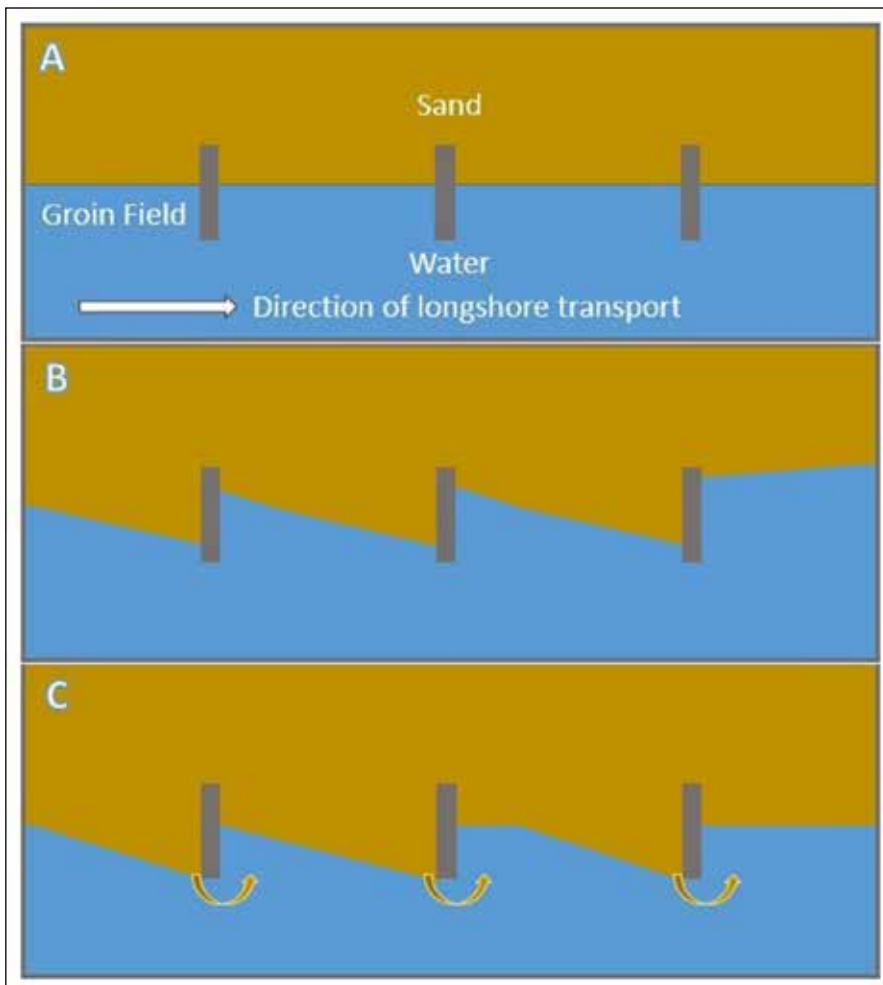 A
Sand
Groin Field
Water
Direction of longshore transport
B
C